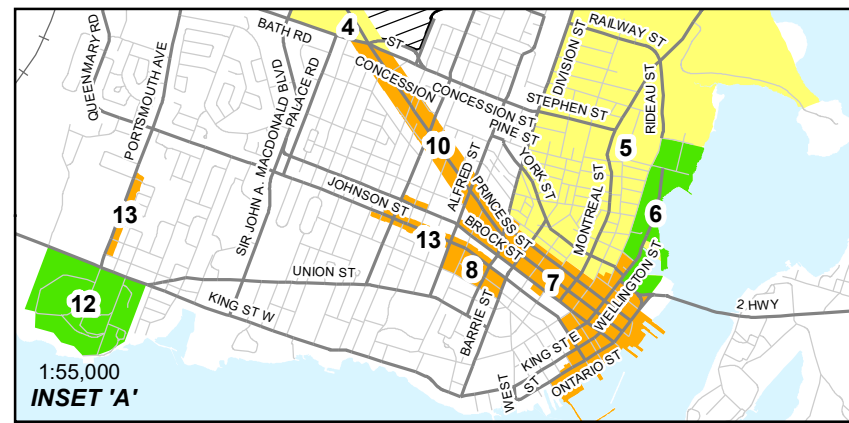 4
BATH RD
ST
RAILWAY ST
QUEENMARY RD
PORTSMOUTH AVE
SIR JOHN A. MACDONALD BLVD
PALACE RD
CONCESSION
CONCESSION ST
DIVISION ST
STEPHEN ST
RIDEAU ST
PINE ST
YORK ST
10
5
ALFRED ST
PRINCESS ST
MONTREAL ST
JOHNSON ST
13
13
BROCK ST
6
8
7
WELLINGTON ST
UNION ST
12
KING ST W
BARRIE ST
2 HWY
KING ST E
WEST ST
ONTARIO ST
1:55,000
INSET 'A'